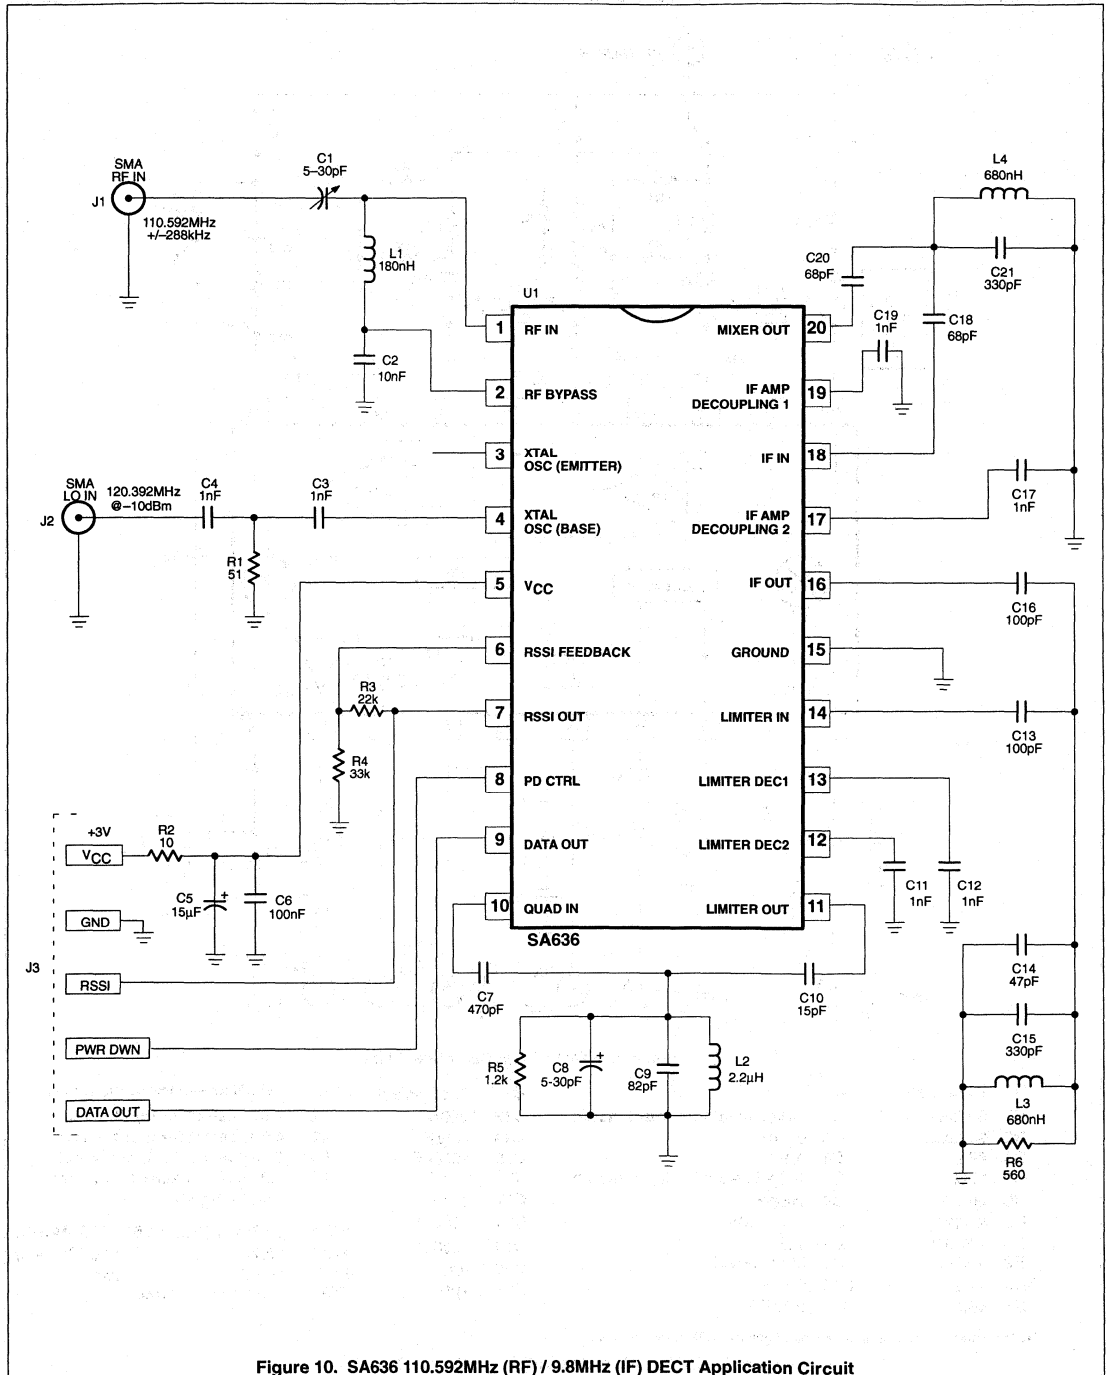 SMA
RF IN
J1
110.592MHz
+/–288kHz
C1
5–30pF
L1
180nH
C2
10nF
L4
680nH
C20
68pF
C21
330pF
C19
1nF
C18
68pF
U1
1 RF IN
MIXER OUT 20
2 RF BYPASS
IF AMP
DECOUPLING 1
19
3 XTAL
OSC (EMITTER)
IF IN 18
SMA
LO IN
J2
120.392MHz
@–10dBm
C4
1nF
C3
1nF
R1
51
4 XTAL
OSC (BASE)
IF AMP
DECOUPLING 2
17
C17
1nF
5 VCC
IF OUT 16
C16
100pF
6 RSSI FEEDBACK
GROUND 15
R3
22k
R4
33k
7 RSSI OUT
LIMITER IN 14
C13
100pF
8 PD CTRL
LIMITER DEC1 13
9 DATA OUT
LIMITER DEC2 12
10 QUAD IN
LIMITER OUT 11
SA636
C11
1nF
C12
1nF
J3
+3V
VCC
R2
10
C5
15µF
+
C6
100nF
GND
RSSI
PWR DWN
DATA OUT
C7
470pF
C10
15pF
R5
1.2k
C8
5-30pF
+
C9
82pF
L2
2.2µH
C14
47pF
C15
330pF
L3
680nH
R6
560
Figure 10. SA636 110.592MHz (RF) / 9.8MHz (IF) DECT Application Circuit